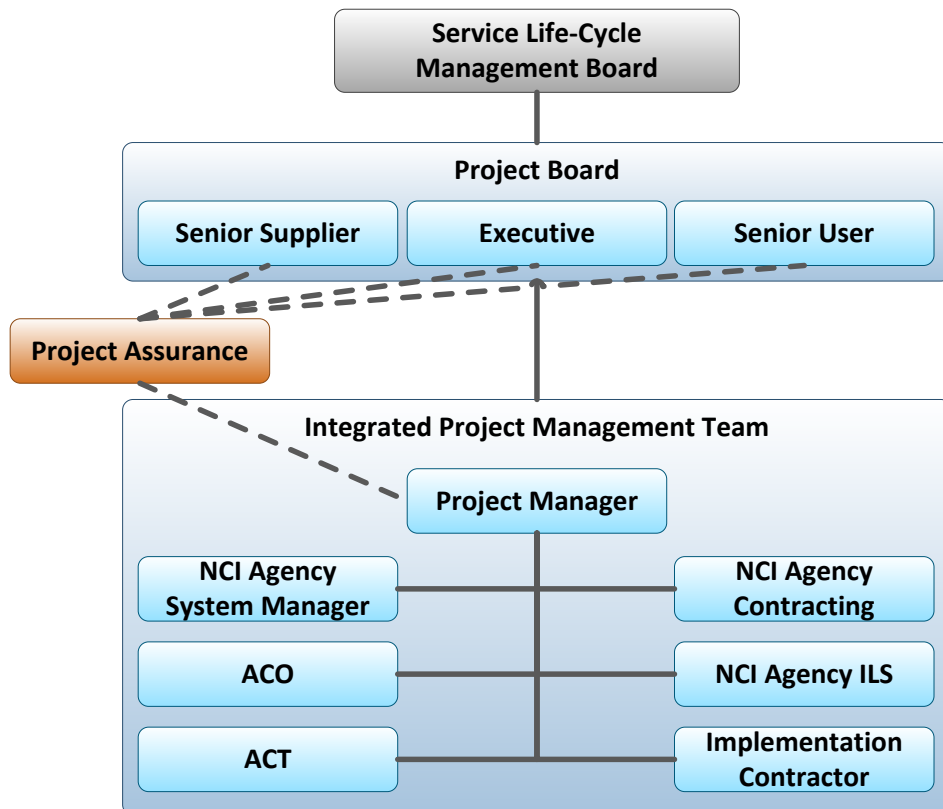 Service Life-Cycle
Management Board
Project Board
Senior Supplier
Executive
Senior User
Project Assurance
Integrated Project Management Team
Project Manager
NCI Agency
System Manager
NCI Agency
Contracting
ACO
NCI Agency ILS
ACT
Implementation
Contractor